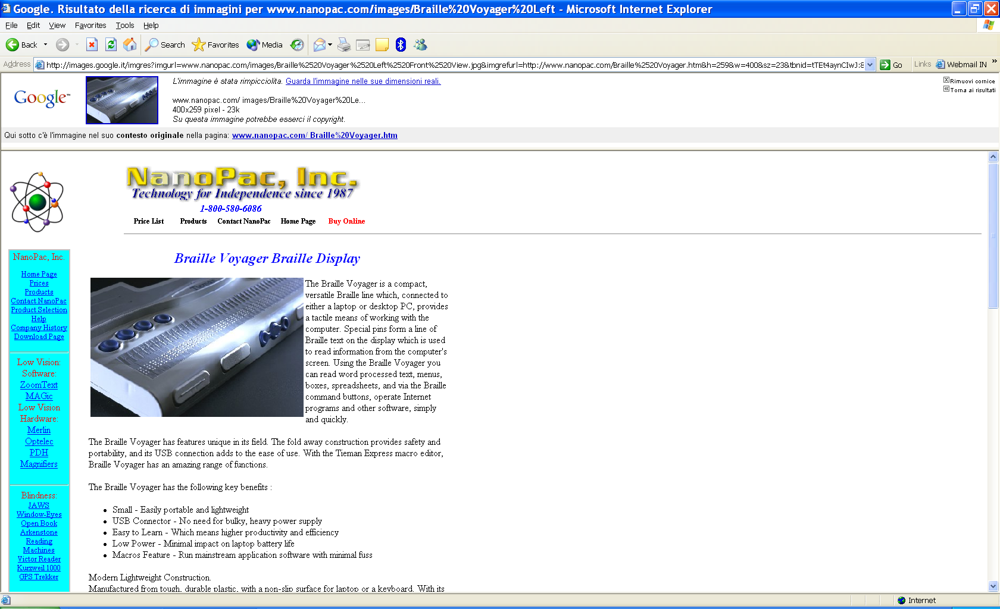 Google. Risultato della ricerca di immagini per www.nanopac.com/images/Braille%20Voyager%20Left - Microsoft Internet Explorer
File Edit View Favorites Tools Help
Back Search Favorites Media
Address http://images.google.it/imgres?imgurl=www.nanopac.com/images/Braille%2520Voyager%2520Left%2520Front%2520View.jpg&imgrefurl=http://www.nanopac.com/Braille%2520Voyager.htm&h=259&w=400&sz=23&tbnid=tTEt4aynCIwJ:8 Go Links Webmail IN »
Google™
L'immagine è stata rimpicciolita. Guarda l'immagine nelle sue dimensioni reali.
www.nanopac.com/ images/Braille%20Voyager%20Le...
400x259 pixel - 23k
Su questa immagine potrebbe esserci il copyright.
Rimuovi cornice
Torna ai risultati
Qui sotto c'è l'immagine nel suo contesto originale nella pagina: www.nanopac.com/ Braille%20Voyager.htm
NanoPac, Inc.
Technology for Independence since 1987
1-800-580-6086
Price List Products Contact NanoPac Home Page Buy Online
NanoPac, Inc.
Home Page
Prices
Products
Contact NanoPac
Product Selection
Help
Company History
Download Page
Low Vision:
Software:
ZoomText
MAGic
Low Vision
Hardware:
Merlin
Optelec
PDH
Magnifiers
Blindness:
JAWS
Window-Eyes
Open Book
Arkenstone
Reading
Machines
Victor Reader
Kurzweil 1000
GPS Trekker
Braille Voyager Braille Display
The Braille Voyager is a compact,
versatile Braille line which, connected to
either a laptop or desktop PC, provides
a tactile means of working with the
computer. Special pins form a line of
Braille text on the display which is used
to read information from the computer's
screen. Using the Braille Voyager you
can read word processed text, menus,
boxes, spreadsheets, and via the Braille
command buttons, operate Internet
programs and other software, simply
and quickly.
The Braille Voyager has features unique in its field. The fold away construction provides safety and
portability, and its USB connection adds to the ease of use. With the Tieman Express macro editor,
Braille Voyager has an amazing range of functions.
The Braille Voyager has the following key benefits :
• Small - Easily portable and lightweight
• USB Connector - No need for bulky, heavy power supply
• Easy to Learn - Which means higher productivity and efficiency
• Low Power - Minimal impact on laptop battery life
• Macros Feature - Run mainstream application software with minimal fuss
Modern Lightweight Construction.
Manufactured from tough, durable plastic, with a non-slip surface for laptop or a keyboard. With its
Internet